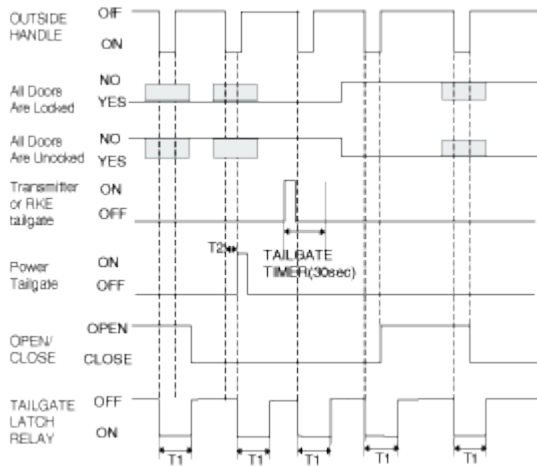 OUTSIDE
HANDLE
OFF
ON
All Doors
Are Locked
NO
YES
All Doors
Are Unooked
NO
YES
Transmitter
or RKE
tailgate
ON
OFF
T2
TAILGATE
TIMER(30sec)
Power
Tailgate
ON
OFF
OPEN/
CLOSE
OPEN
CLOSE
TAILGATE
LATCH
RELAY
OFF
ON
T1 T1 T1 T1 T1